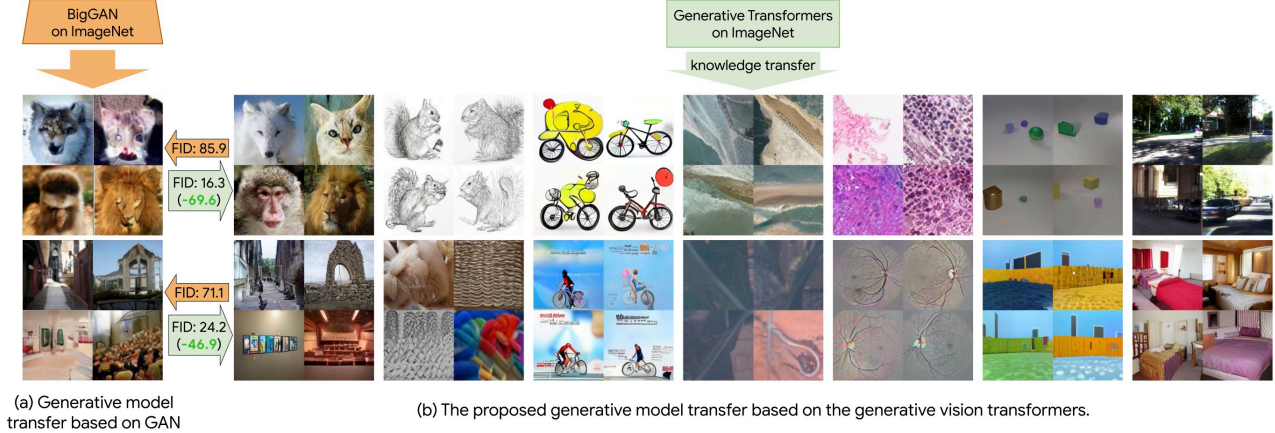 BigGAN
on ImageNet
Generative Transformers
on ImageNet
knowledge transfer
FID: 85.9
FID: 16.3
(-69.6)
FID: 71.1
FID: 24.2
(-46.9)
(a) Generative model
transfer based on GAN
(b) The proposed generative model transfer based on the generative vision transformers.